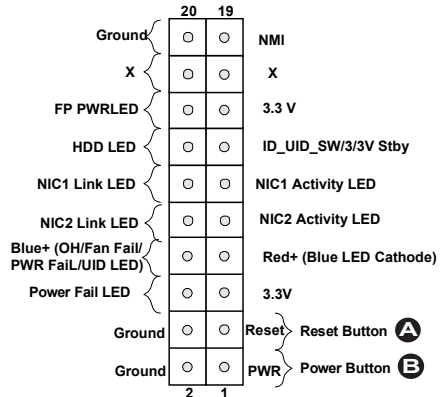 20 19
Ground NMI
X X
FP PWRLED 3.3 V
HDD LED ID_UID_SW/3/3V Stby
NIC1 Link LED NIC1 Activity LED
NIC2 Link LED NIC2 Activity LED
Blue+ (OH/Fan Fail/
PWR FaiL/UID LED) Red+ (Blue LED Cathode)
Power Fail LED 3.3V
Ground Reset Reset Button A
Ground PWR Power Button B
2 1